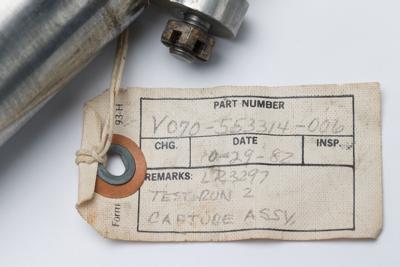 PART NUMBER
V070-553314-006
CHG. DATE INSP.
10-29-87
REMARKS: LR3297
TEST RUN 2
CAPTURE ASSY,
Form 93-H